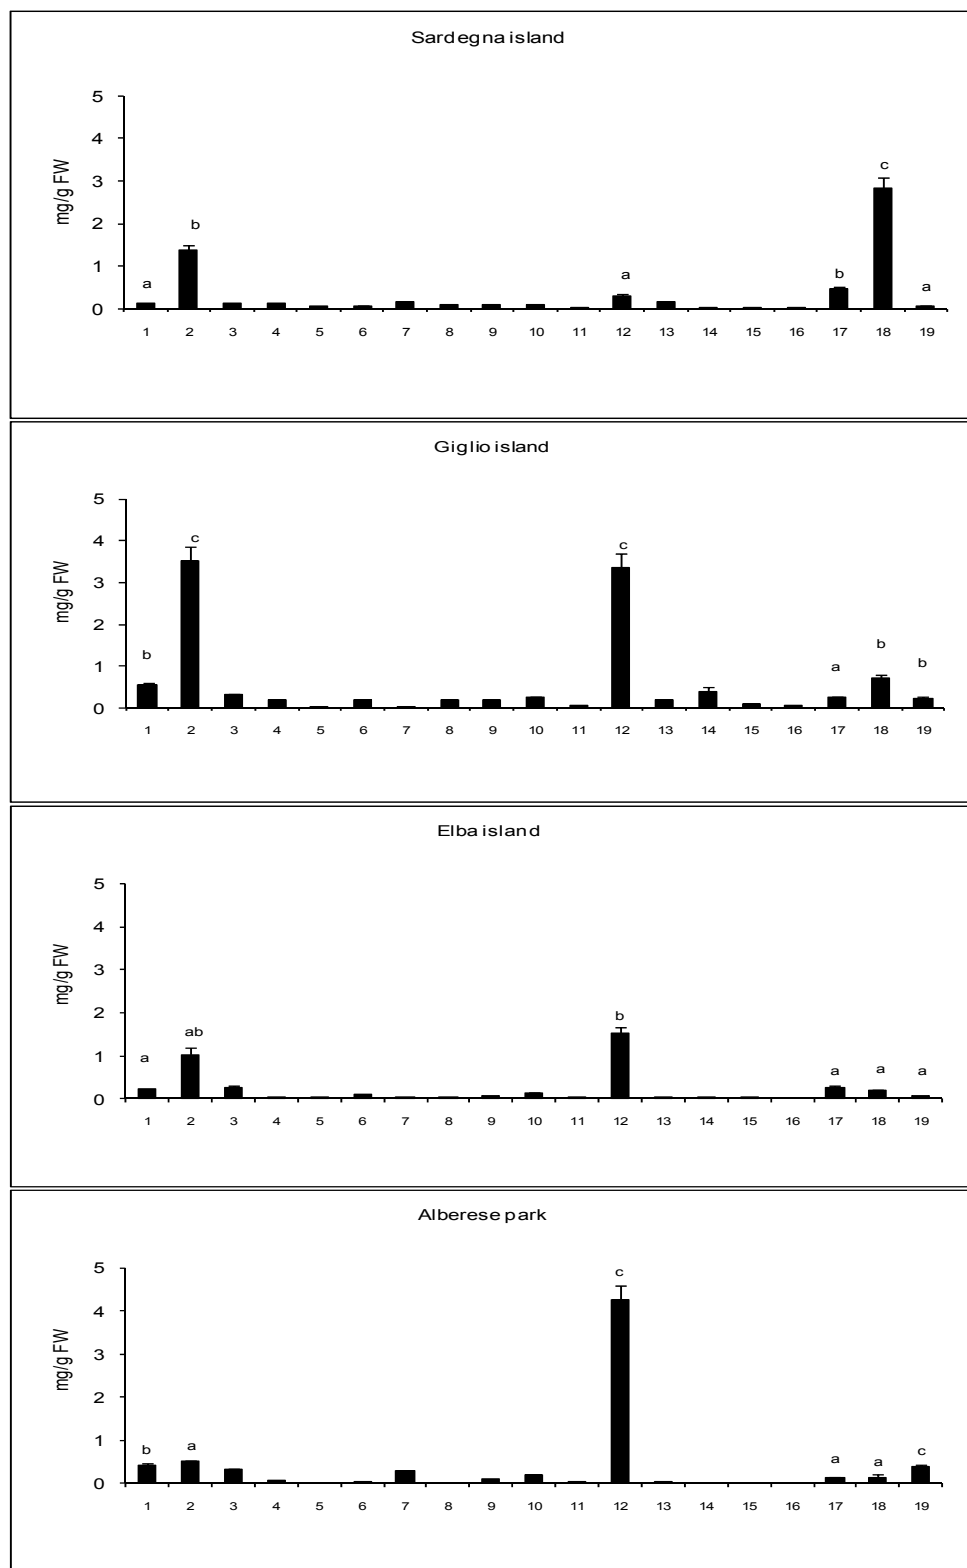 Sardegna island
5
4
3
2
1
0
mg/g FW
a
b
a
b
c
a
1 2 3 4 5 6 7 8 9 10 11 12 13 14 15 16 17 18 19
Giglio island
5
4
3
2
1
0
mg/g FW
b
c
c
a
b
b
1 2 3 4 5 6 7 8 9 10 11 12 13 14 15 16 17 18 19
Elba island
5
4
3
2
1
0
mg/g FW
a
ab
b
a
a
a
1 2 3 4 5 6 7 8 9 10 11 12 13 14 15 16 17 18 19
Alberese park
5
4
3
2
1
0
mg/g FW
b
a
c
a
a
c
1 2 3 4 5 6 7 8 9 10 11 12 13 14 15 16 17 18 19